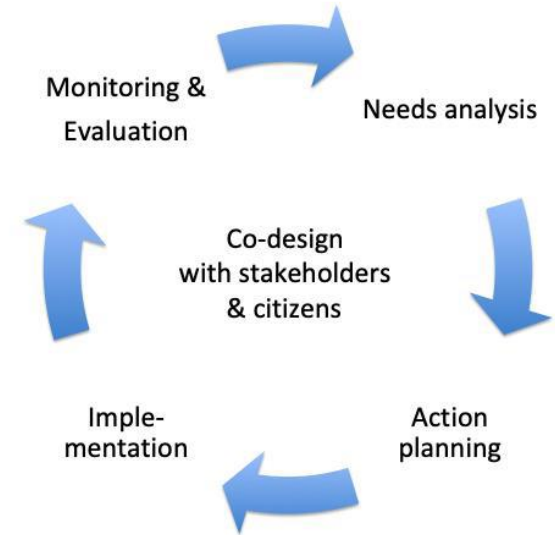 Monitoring &
Evaluation
Needs analysis
Co-design
with stakeholders
& citizens
Imple-
mentation
Action
planning